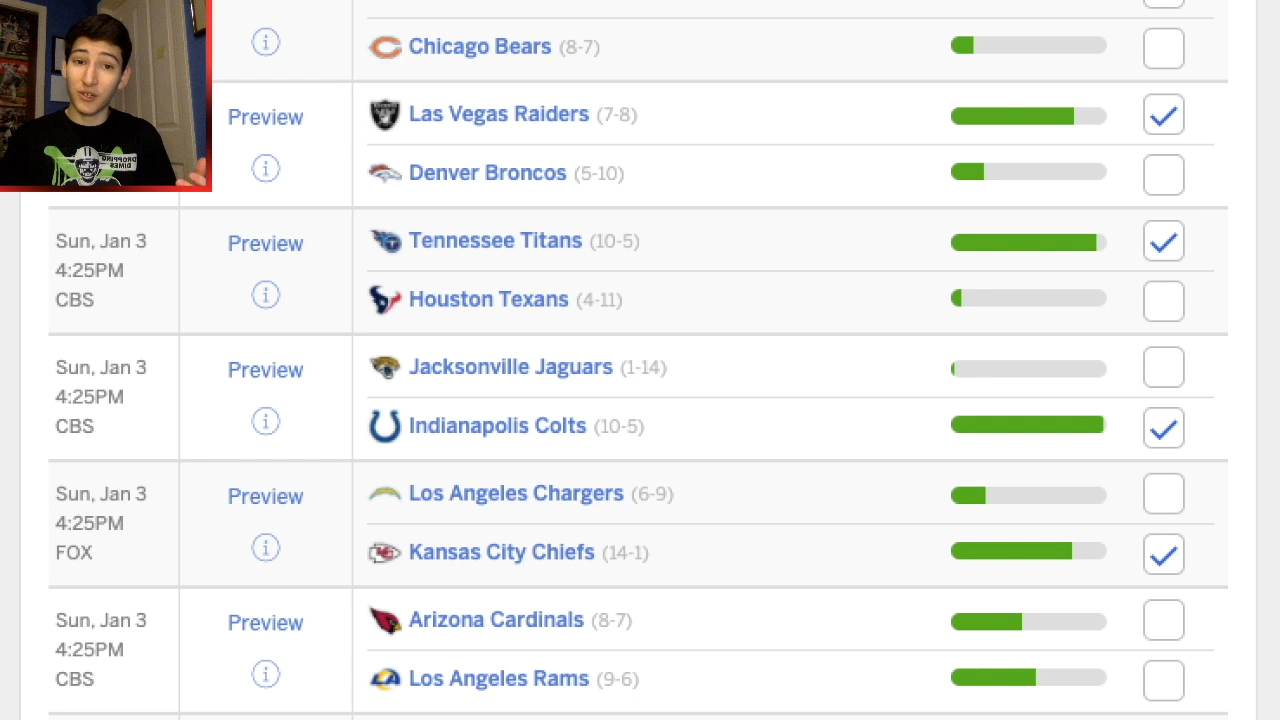 Chicago Bears (8-7)
Preview
Las Vegas Raiders (7-8)
Denver Broncos (5-10)
DROPPING
DIMES
Sun, Jan 3
4:25PM
CBS
Preview
Tennessee Titans (10-5)
Houston Texans (4-11)
Sun, Jan 3
4:25PM
CBS
Preview
Jacksonville Jaguars (1-14)
Indianapolis Colts (10-5)
Sun, Jan 3
4:25PM
FOX
Preview
Los Angeles Chargers (6-9)
Kansas City Chiefs (14-1)
Sun, Jan 3
4:25PM
CBS
Preview
Arizona Cardinals (8-7)
Los Angeles Rams (9-6)